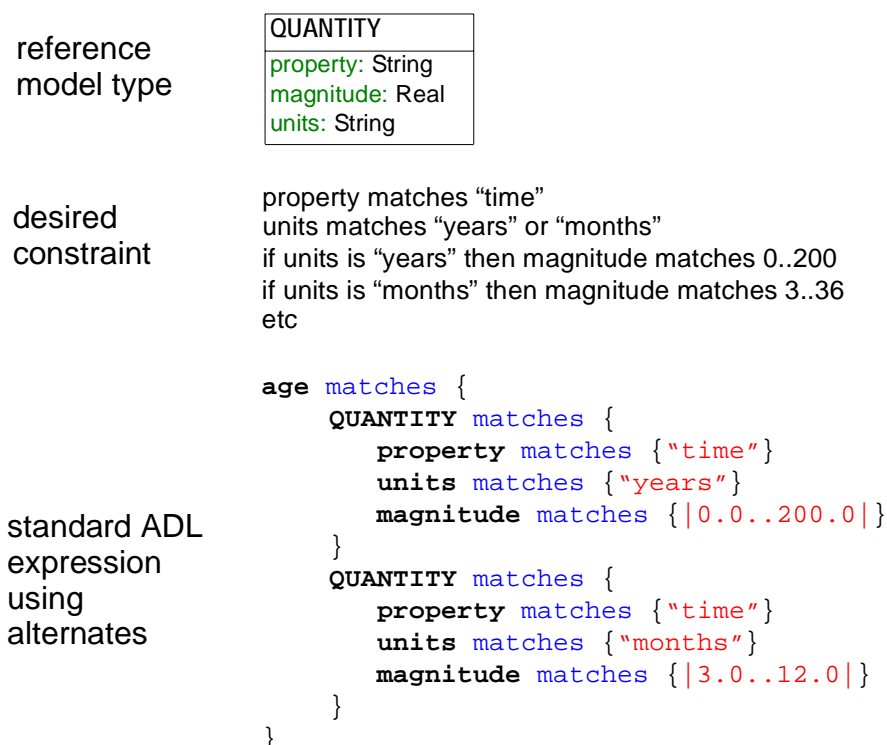 reference
model type
QUANTITY
property: String
magnitude: Real
units: String
desired
constraint
property matches “time”
units matches “years” or “months”
if units is “years” then magnitude matches 0..200
if units is “months” then magnitude matches 3..36
etc
standard ADL
expression
using
alternates
age matches {
QUANTITY matches {
property matches {“time”}
units matches {“years”}
magnitude matches {|0.0..200.0|}
}
QUANTITY matches {
property matches {“time”}
units matches {“months”}
magnitude matches {|3.0..12.0|}
}
}